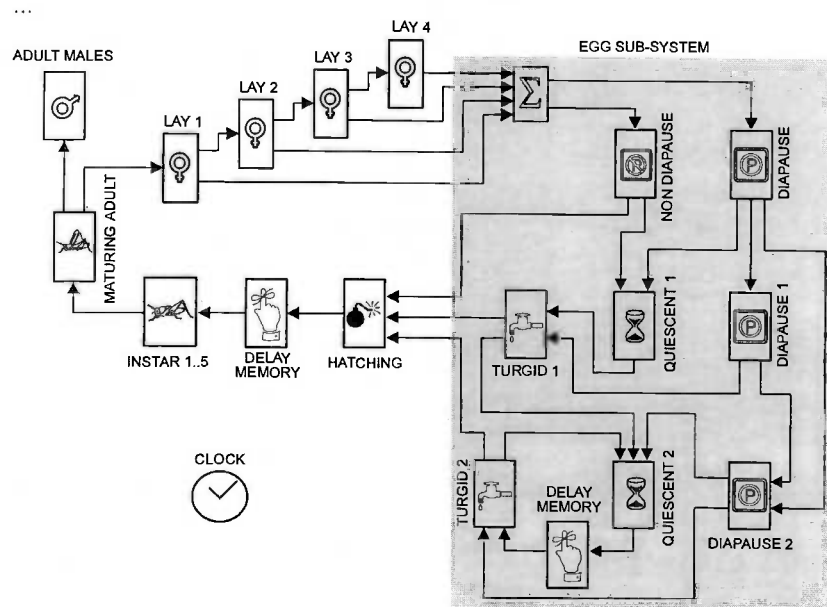 ...
LAY 4
EGG SUB-SYSTEM
ADULT MALES
LAY 3
LAY 2
LAY 1
Σ
NON DIAPAUSE
R
DIAPAUSE
P
MATURING ADULT
QUIESCENT 1
DIAPAUSE 1
P
INSTAR 1..5
DELAY
MEMORY
HATCHING
TURGID 1
CLOCK
TURGID 2
DELAY
MEMORY
QUIESCENT 2
P
DIAPAUSE 2